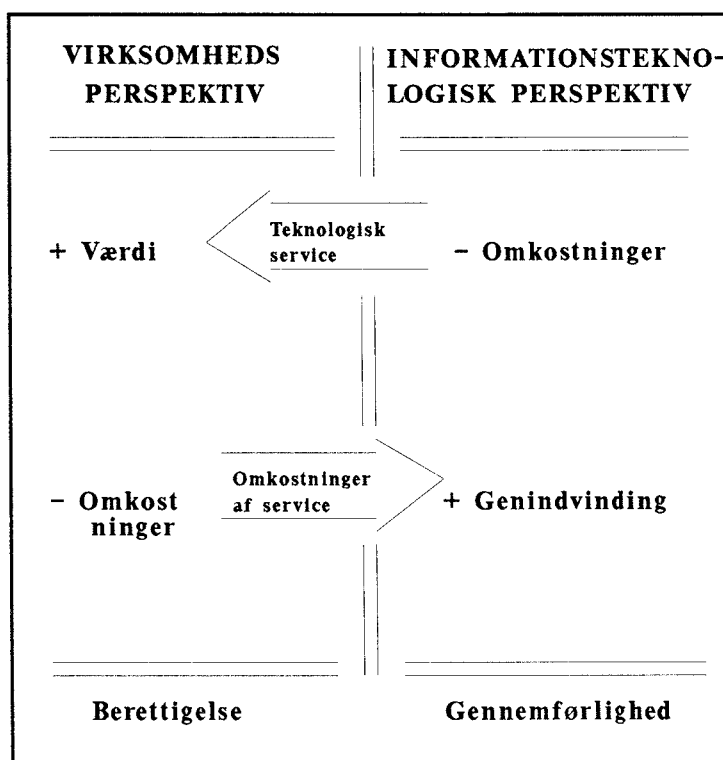 VIRKSOMHEDS
PERSPEKTIV
INFORMATIONSTEKNO-
LOGISK PERSPEKTIV
+ Værdi
Teknologisk
service
- Omkostninger
- Omkost
ninger
Omkostninger
af service
+ Genindvinding
Berettigelse
Gennemførlighed